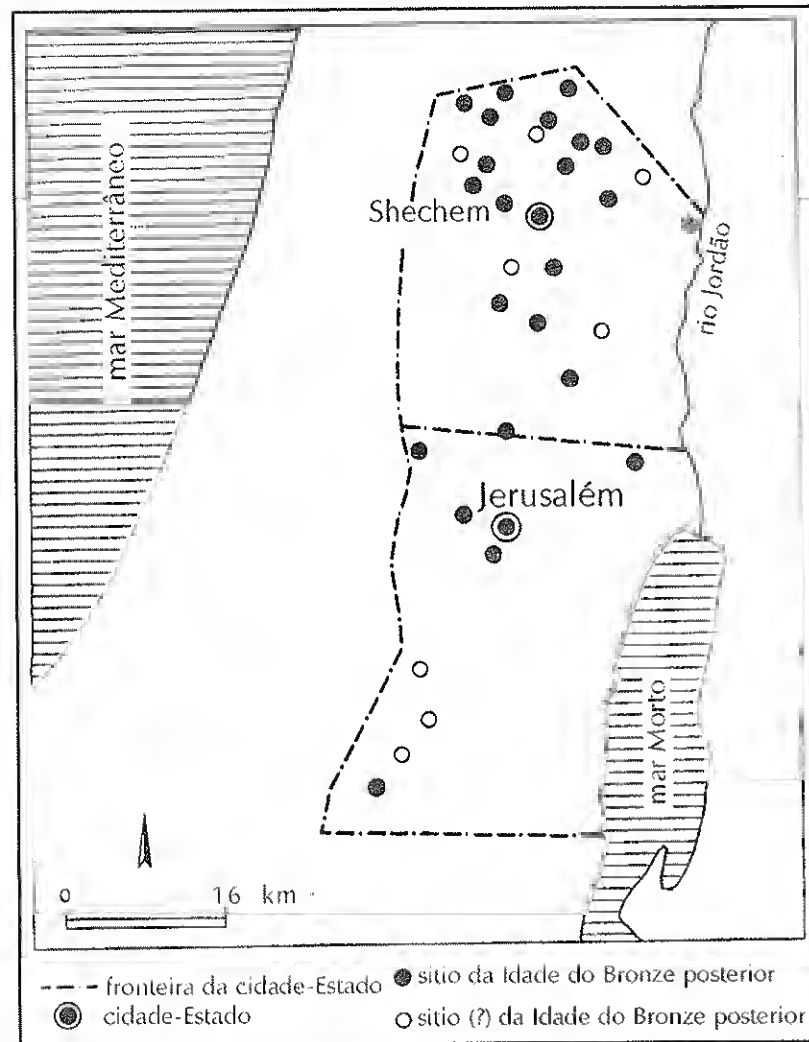 mar Mediterrâneo
Shechem
rio Jordão
Jerusalém
mar Morto
0 16 km
fronteira da cidade-Estado
sítio da Idade do Bronze posterior
cidade-Estado
sítio (?) da Idade do Bronze posterior